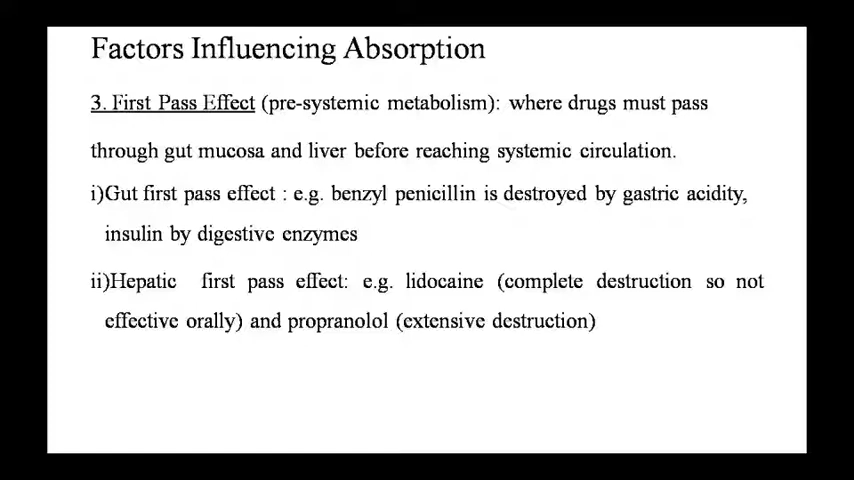 Factors Influencing Absorption
3. First Pass Effect (pre-systemic metabolism): where drugs must pass
through gut mucosa and liver before reaching systemic circulation.
i)Gut first pass effect : e.g. benzyl penicillin is destroyed by gastric acidity,
insulin by digestive enzymes
ii)Hepatic first pass effect: e.g. lidocaine (complete destruction so not
effective orally) and propranolol (extensive destruction)